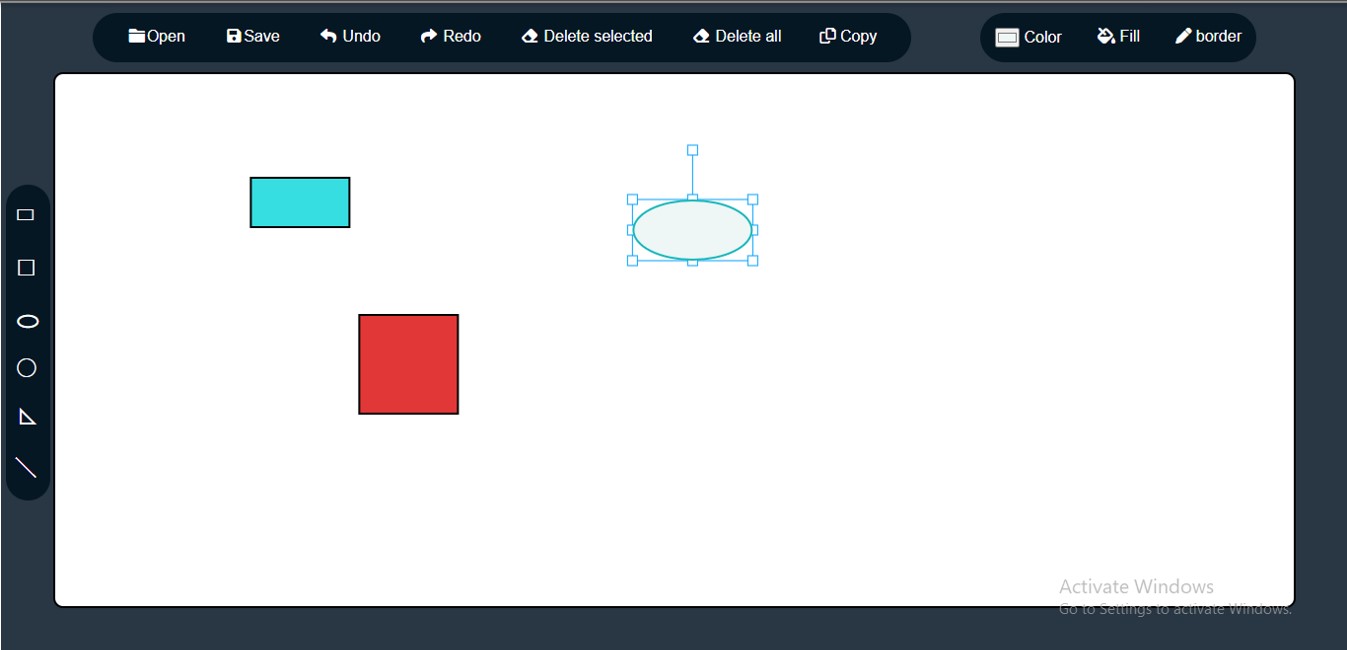 Open Save Undo Redo Delete selected Delete all Copy Color Fill border
Activate Windows
Go to Settings to activate Windows.